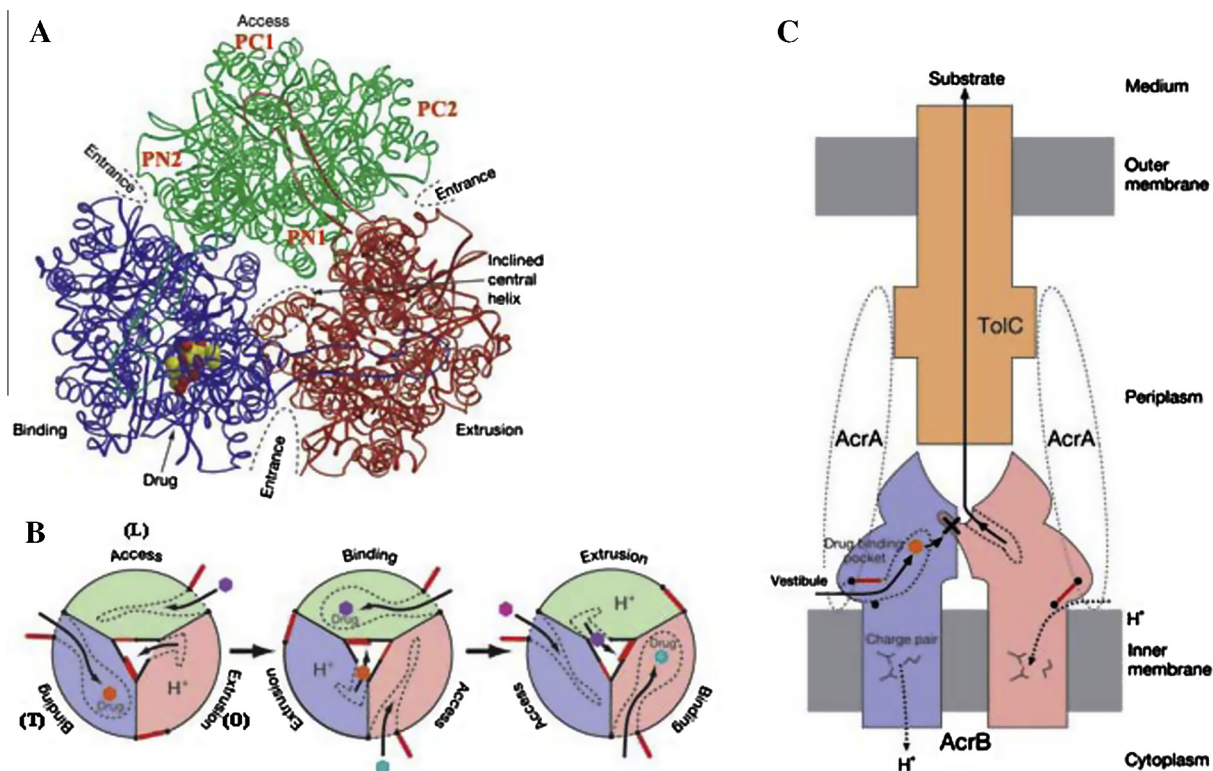 A
Access
PC1
PC2
PN2
Entrance
Entrance
PN1
Inclined
central
helix
Binding
Drug
Entrance
Extrusion
B
(L)
Access
Drug
H+
Binding
(T)
Extrusion
(O)
Binding
Drug
H+
Extrusion
Access
Extrusion
H+
Drug
Access
Binding
C
Substrate
Medium
Outer
membrane
TolC
Periplasm
AcrA
AcrA
Drug binding
pocket
Vestibule
H+
Charge pair
Inner
membrane
AcrB
H+
Cytoplasm